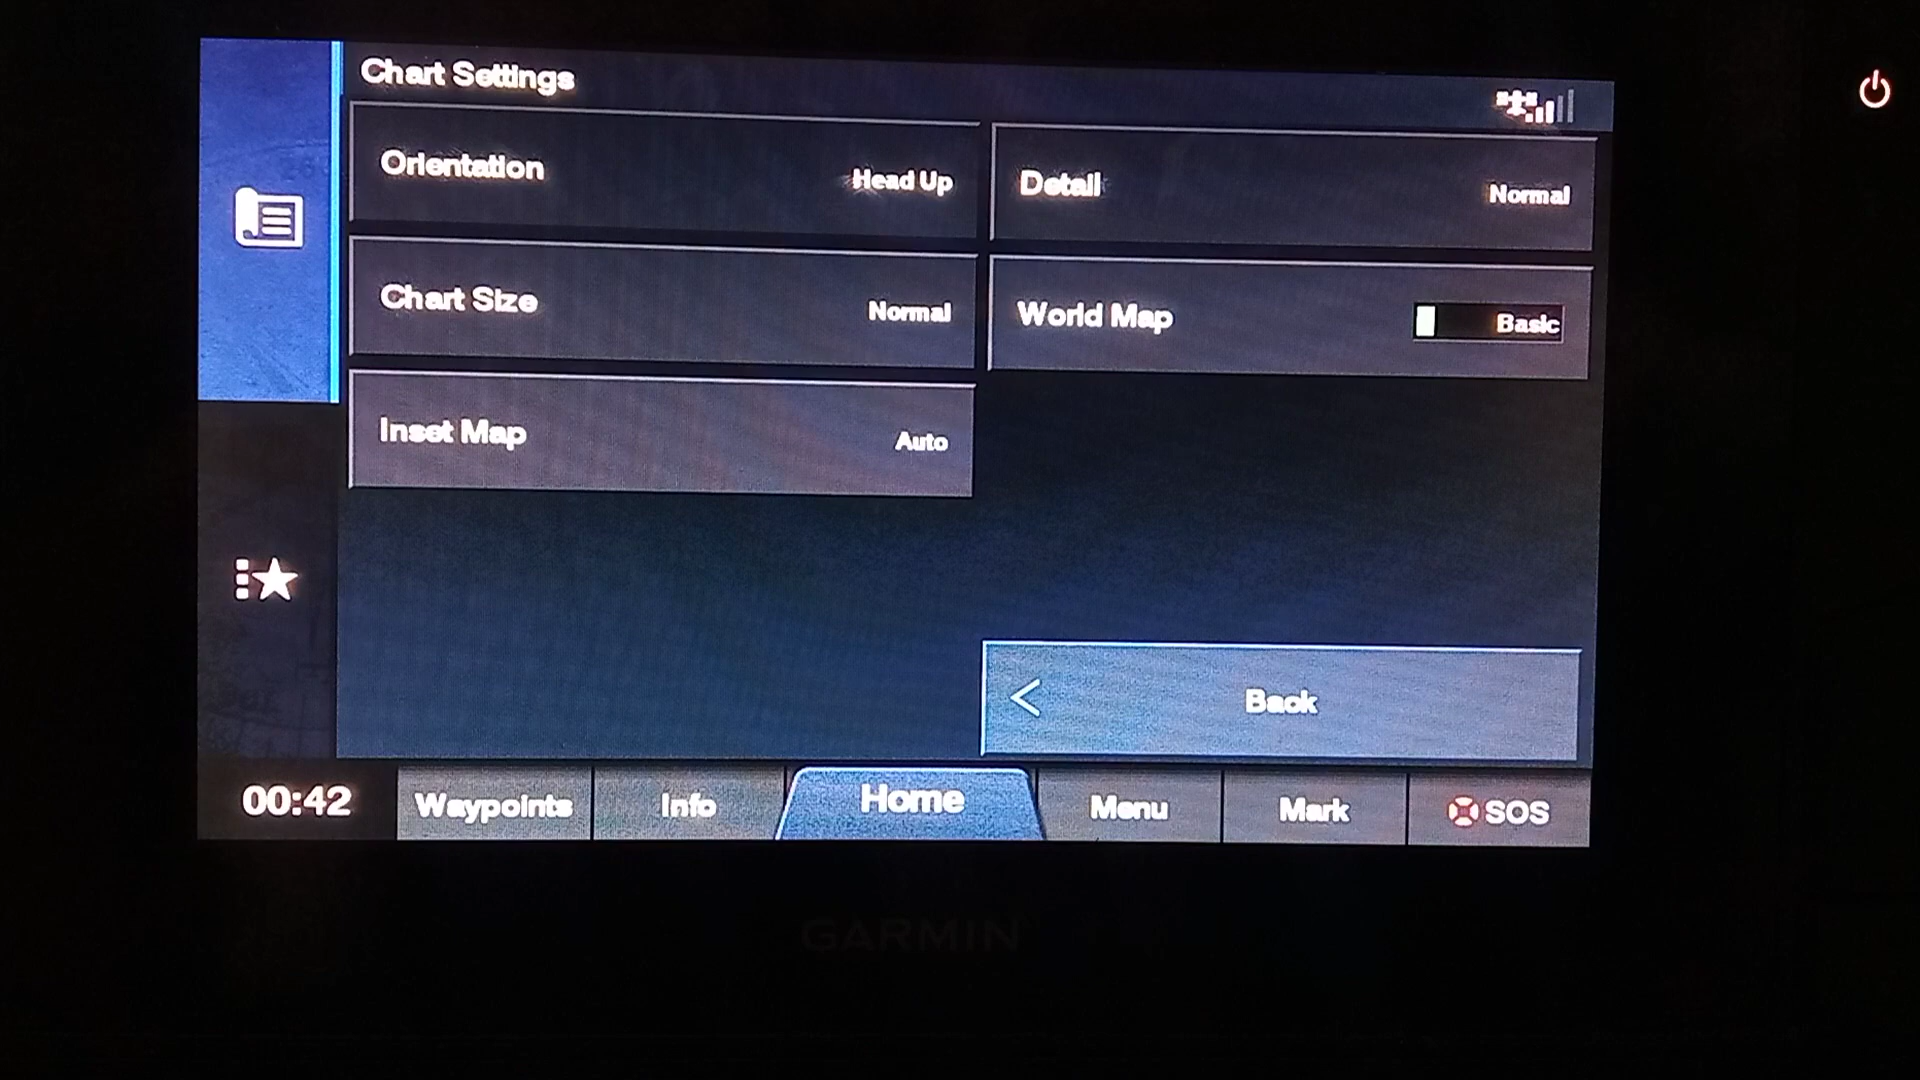 Chart Settings
Orientation
Head Up
Detail
Normal
Chart Size
Normal
World Map
Basic
Inset Map
Auto
Back
00:42
Waypoints
Info
Home
Menu
Mark
SOS
GARMIN